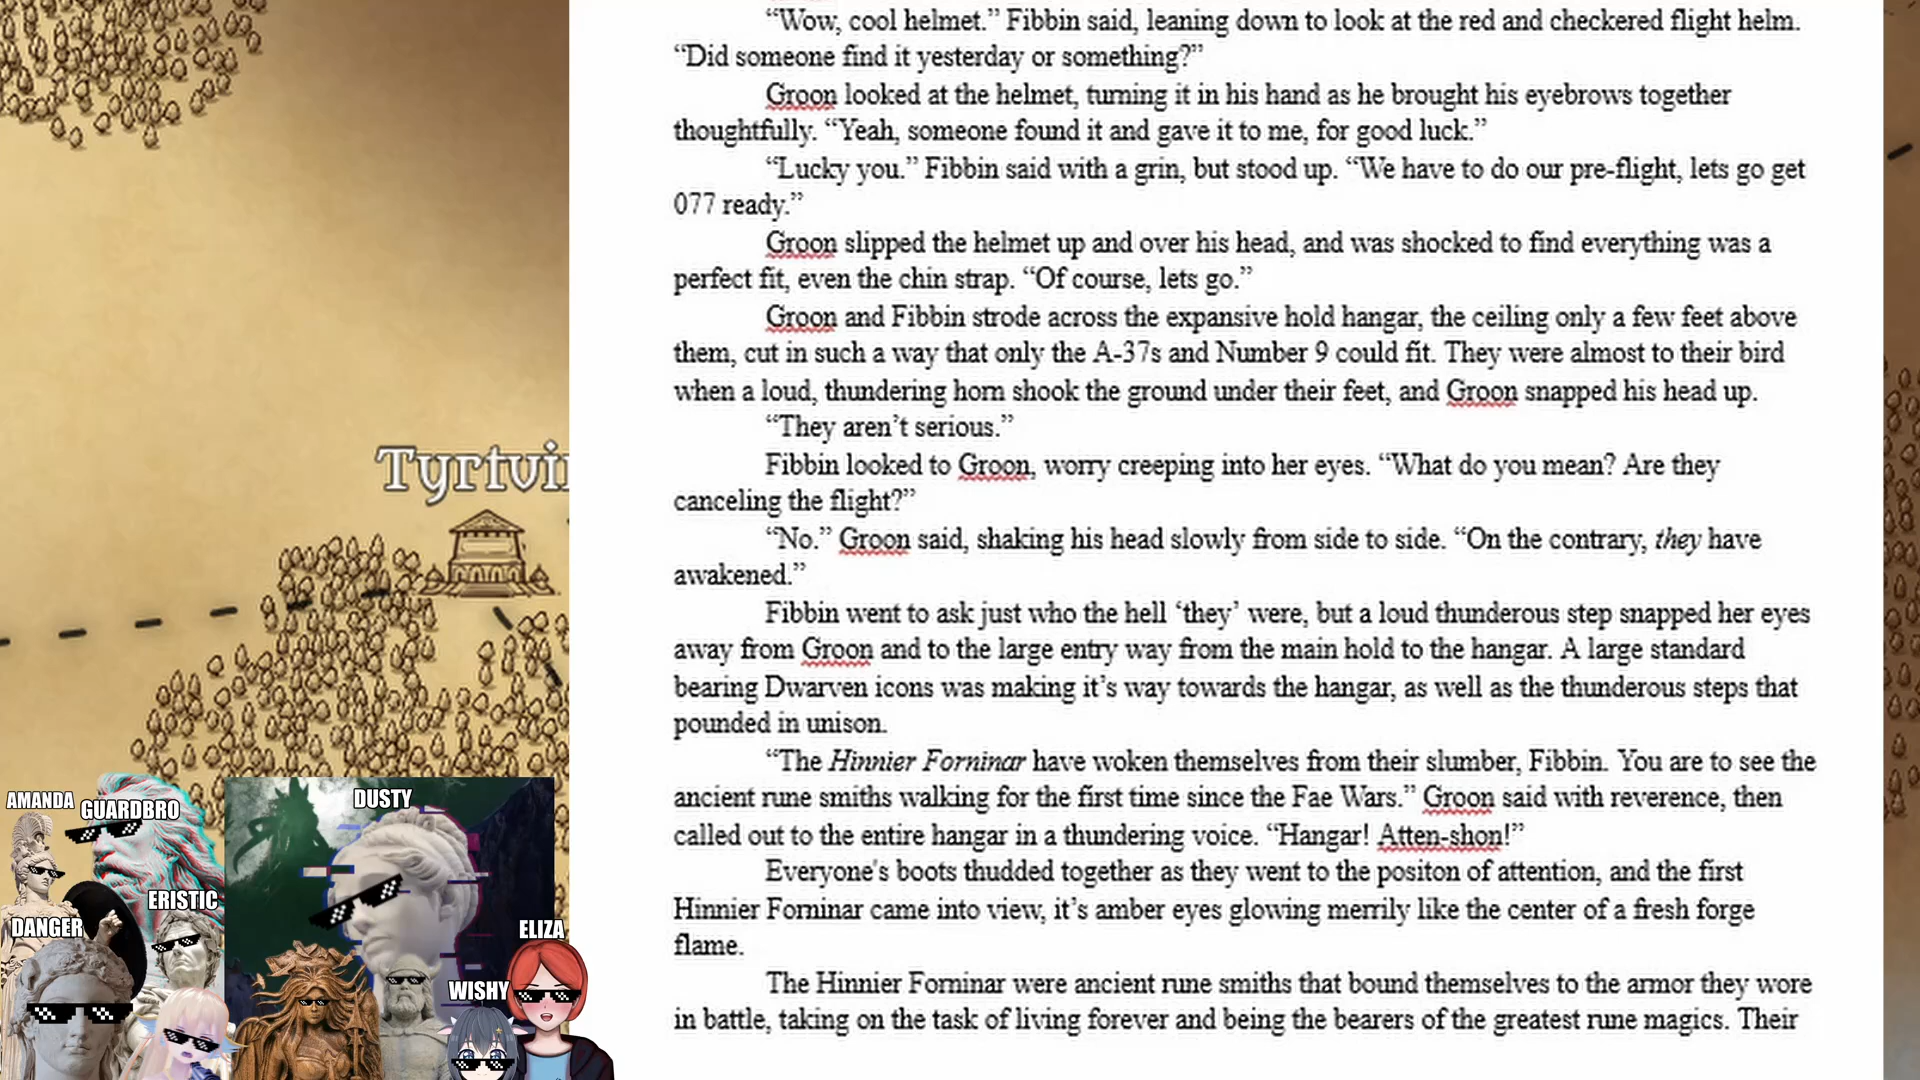 “Wow, cool helmet.” Fibbin said, leaning down to look at the red and checkered flight helm.
“Did someone find it yesterday or something?”
Groon looked at the helmet, turning it in his hand as he brought his eyebrows together
thoughtfully. “Yeah, someone found it and gave it to me, for good luck.”
“Lucky you.” Fibbin said with a grin, but stood up. “We have to do our pre-flight, lets go get
077 ready.”
Groon slipped the helmet up and over his head, and was shocked to find everything was a
perfect fit, even the chin strap. “Of course, lets go.”
Groon and Fibbin strode across the expansive hold hangar, the ceiling only a few feet above
them, cut in such a way that only the A-37s and Number 9 could fit. They were almost to their bird
when a loud, thundering horn shook the ground under their feet, and Groon snapped his head up.
“They aren’t serious.”
Fibbin looked to Groon, worry creeping into her eyes. “What do you mean? Are they
canceling the flight?”
“No.” Groon said, shaking his head slowly from side to side. “On the contrary, they have
awakened.”
Fibbin went to ask just who the hell ‘they’ were, but a loud thunderous step snapped her eyes
away from Groon and to the large entry way from the main hold to the hangar. A large standard
bearing Dwarven icons was making it’s way towards the hangar, as well as the thunderous steps that
pounded in unison.
“The Hinnier Forninar have woken themselves from their slumber, Fibbin. You are to see the
ancient rune smiths walking for the first time since the Fae Wars.” Groon said with reverence, then
called out to the entire hangar in a thundering voice. “Hangar! Atten-shon!”
Everyone's boots thudded together as they went to the positon of attention, and the first
Hinnier Forninar came into view, it’s amber eyes glowing merrily like the center of a fresh forge
flame.
The Hinnier Forninar were ancient rune smiths that bound themselves to the armor they wore
in battle, taking on the task of living forever and being the bearers of the greatest rune magics. Their
Tyrtvi
AMANDA
GUARDBRO
DUSTY
ERISTIC
DANGER
ELIZA
WISHY